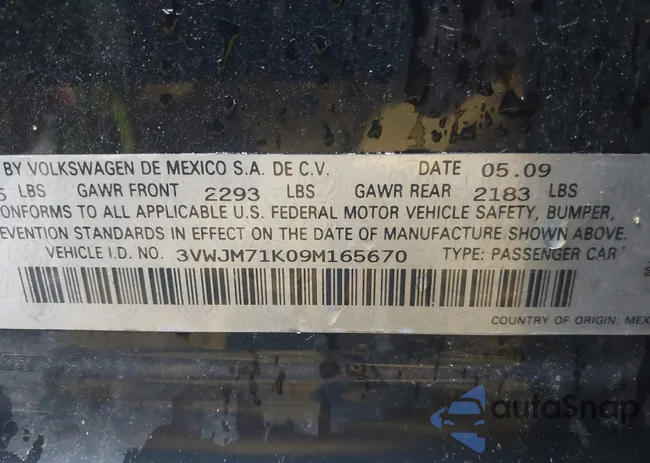 BY VOLKSWAGEN DE MEXICO S.A. DE C.V. DATE 05.09
LBS GAWR FRONT 2293 LBS GAWR REAR 2183 LBS
CONFORMS TO ALL APPLICABLE U.S. FEDERAL MOTOR VEHICLE SAFETY, BUMPER,
EVENTION STANDARDS IN EFFECT ON THE DATE OF MANUFACTURE SHOWN ABOVE.
VEHICLE I.D. NO. 3VWJM71K09M165670 TYPE: PASSENGER CAR
COUNTRY OF ORIGIN: MEX
autoSnap